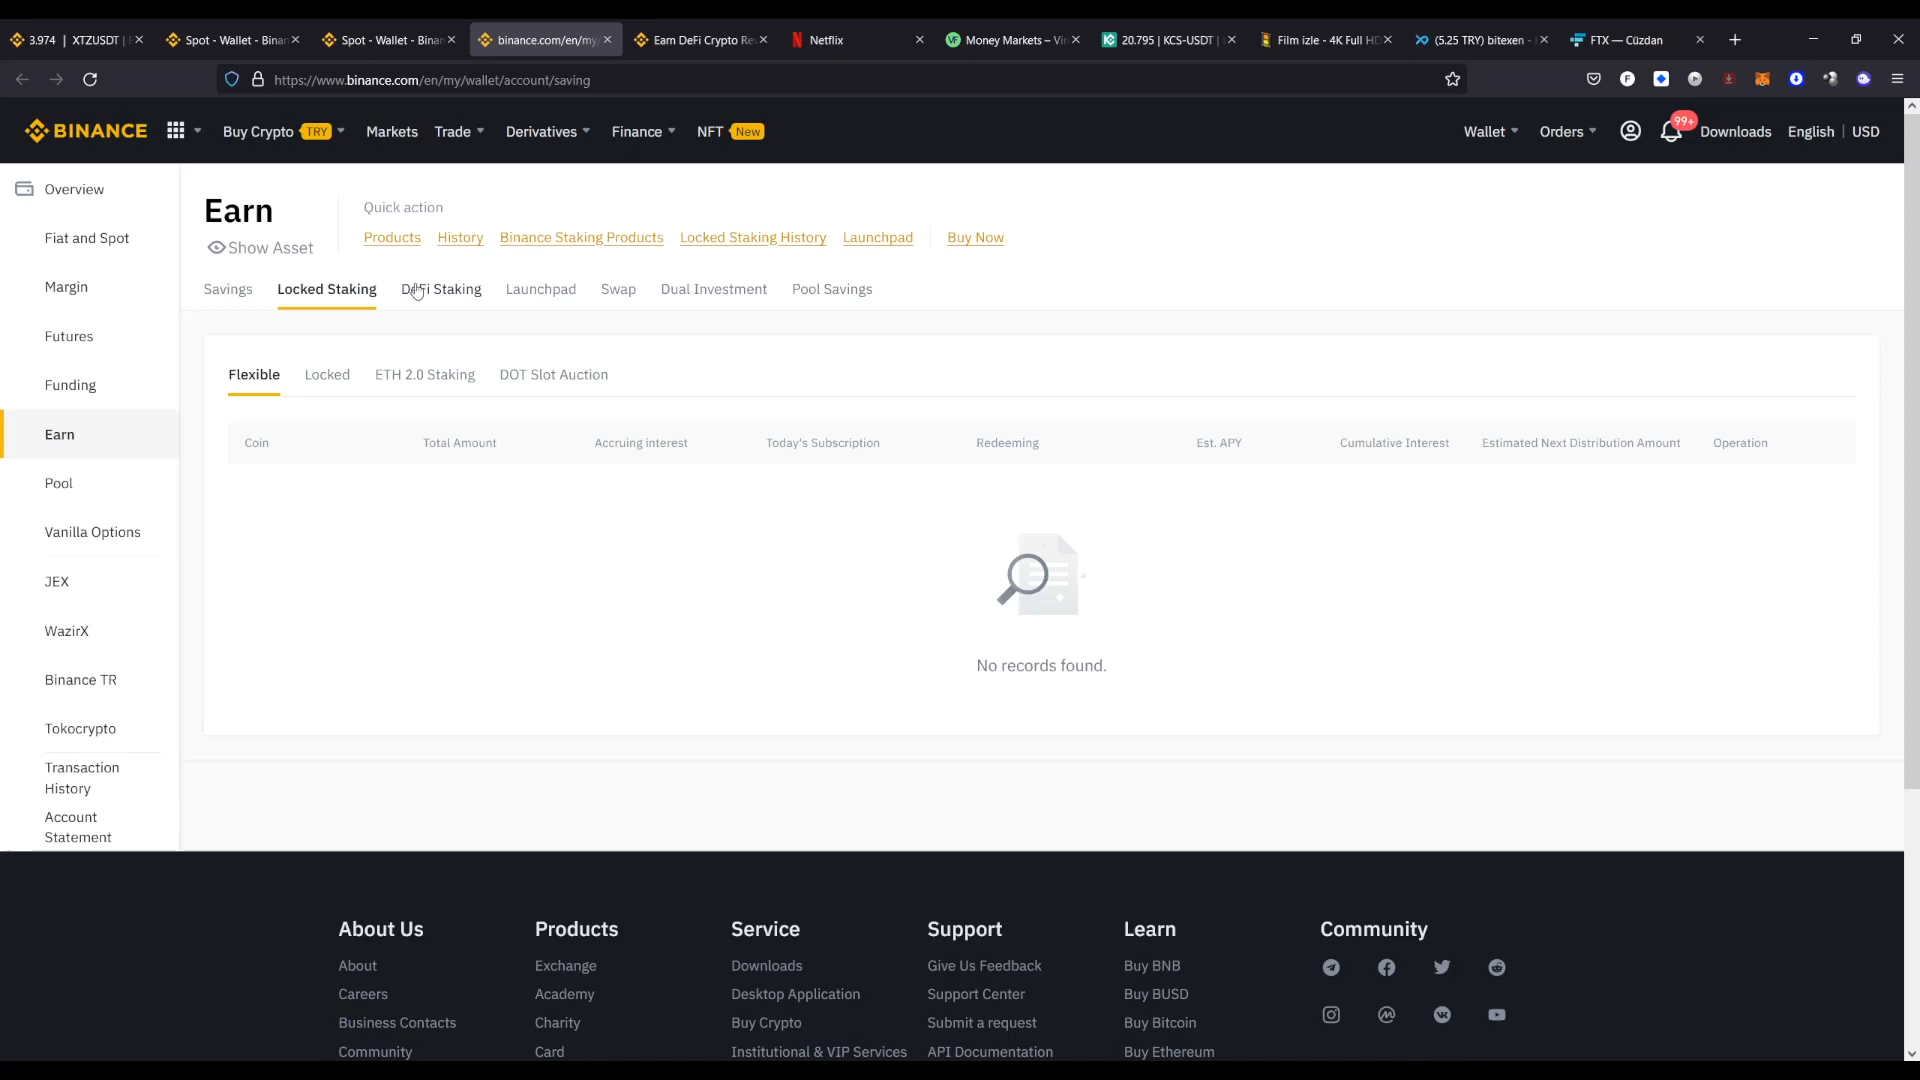 3.974 | XTZUSDT |
Spot - Wallet - Binan
Spot - Wallet - Binan
binance.com/en/my/
Earn DeFi Crypto Re
Netflix
Money Markets – V
20.795 | KCS-USDT |
Film izle - 4K Full HD
(5.25 TRY) bitexen -
FTX — Cüzdan
https://www.binance.com/en/my/wallet/account/saving
BINANCE
Buy Crypto TRY
Markets
Trade
Derivatives
Finance
NFT New
Wallet
Orders
99+
Downloads
English | USD
Overview
Fiat and Spot
Margin
Futures
Funding
Earn
Pool
Vanilla Options
JEX
WazirX
Binance TR
Tokocrypto
Transaction
History
Account
Statement
Earn
Show Asset
Quick action
Products History Binance Staking Products Locked Staking History Launchpad Buy Now
Savings Locked Staking DeFi Staking Launchpad Swap Dual Investment Pool Savings
Flexible Locked ETH 2.0 Staking DOT Slot Auction
Coin Total Amount Accruing interest Today's Subscription Redeeming Est. APY Cumulative Interest Estimated Next Distribution Amount Operation
No records found.
About Us
About
Careers
Business Contacts
Community
Products
Exchange
Academy
Charity
Card
Service
Downloads
Desktop Application
Buy Crypto
Institutional & VIP Services
Support
Give Us Feedback
Support Center
Submit a request
API Documentation
Learn
Buy BNB
Buy BUSD
Buy Bitcoin
Buy Ethereum
Community